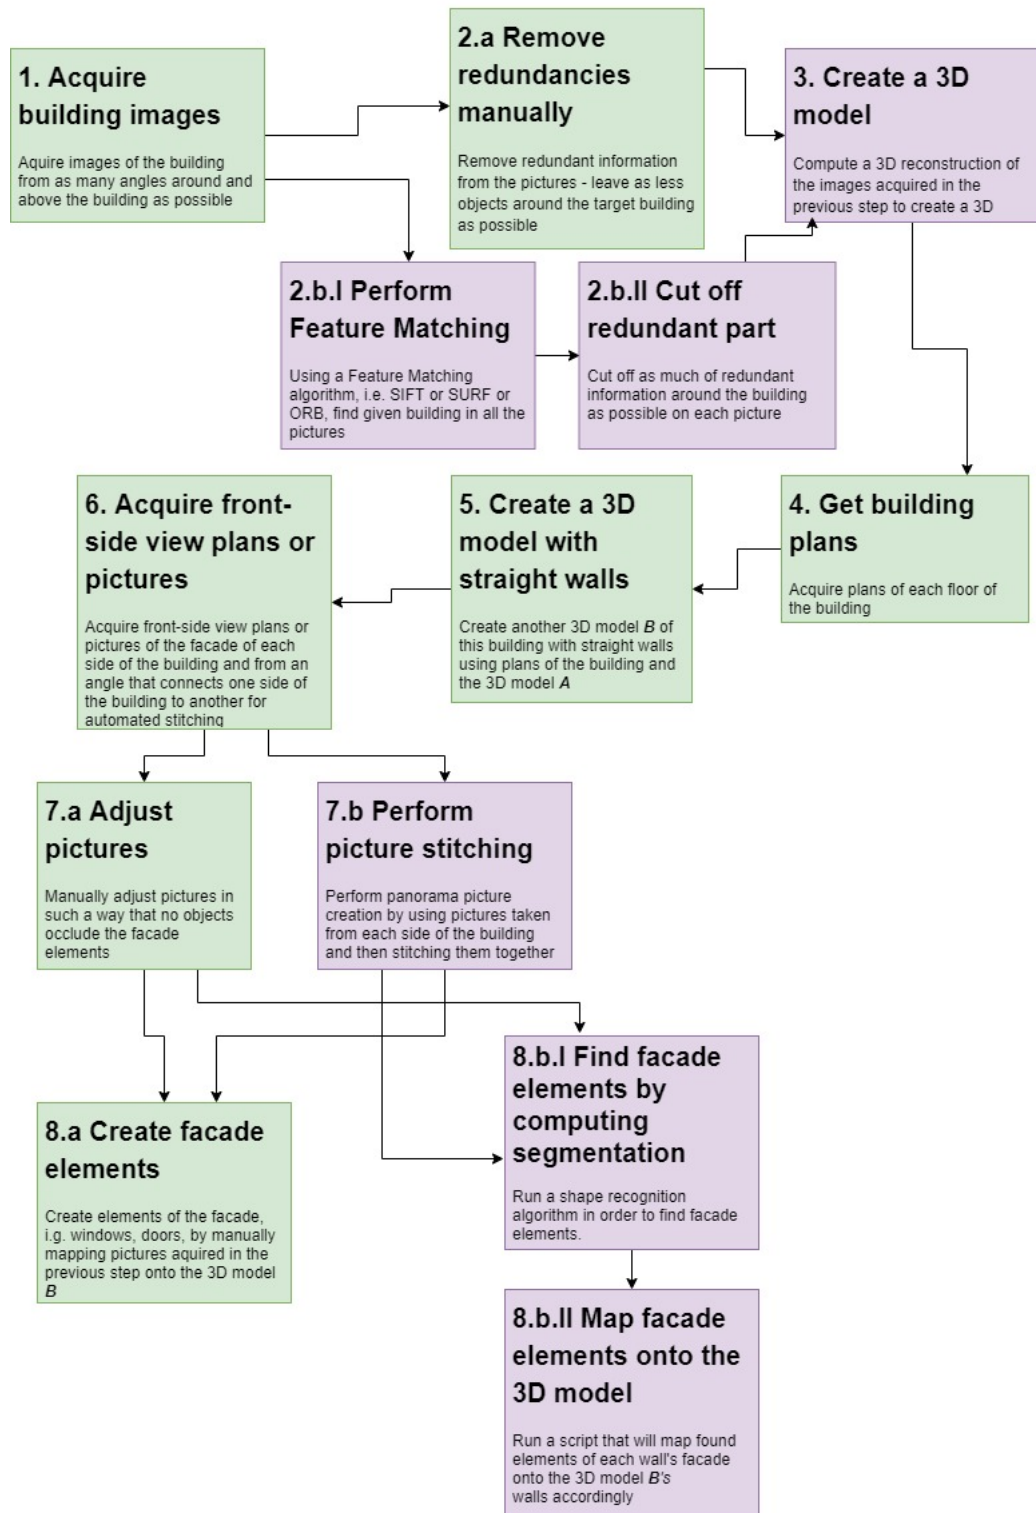 1. Acquire
building images
Aquire images of the building
from as many angles around and
above the building as possible
2.a Remove
redundancies
manually
Remove redundant information
from the pictures - leave as less
objects around the target building
as possible
2.b.I Perform
Feature Matching
Using a Feature Matching
algorithm, i.e. SIFT or SURF or
ORB, find given building in all the
pictures
2.b.II Cut off
redundant part
Cut off as much of redundant
information around the building
as possible on each picture
3. Create a 3D
model
Compute a 3D reconstruction of
the images acquired in the
previous step to create a 3D
4. Get building
plans
Acquire plans of each floor of
the building
5. Create a 3D
model with
straight walls
Create another 3D model B of
this building with straight walls
using plans of the building and
the 3D model A
6. Acquire front-
side view plans or
pictures
Acquire front-side view plans or
pictures of the facade of each
side of the building and from an
angle that connects one side of
the building to another for
automated stitching
7.a Adjust
pictures
Manually adjust pictures in
such a way that no objects
occlude the facade
elements
7.b Perform
picture stitching
Perform panorama picture
creation by using pictures taken
from each side of the building
and then stitching them together
8.a Create facade
elements
Create elements of the facade,
i.g. windows, doors, by manually
mapping pictures aquired in the
previous step onto the 3D model
B
8.b.I Find facade
elements by
computing
segmentation
Run a shape recognition
algorithm in order to find facade
elements.
8.b.II Map facade
elements onto the
3D model
Run a script that will map found
elements of each wall's facade
onto the 3D model B's
walls accordingly